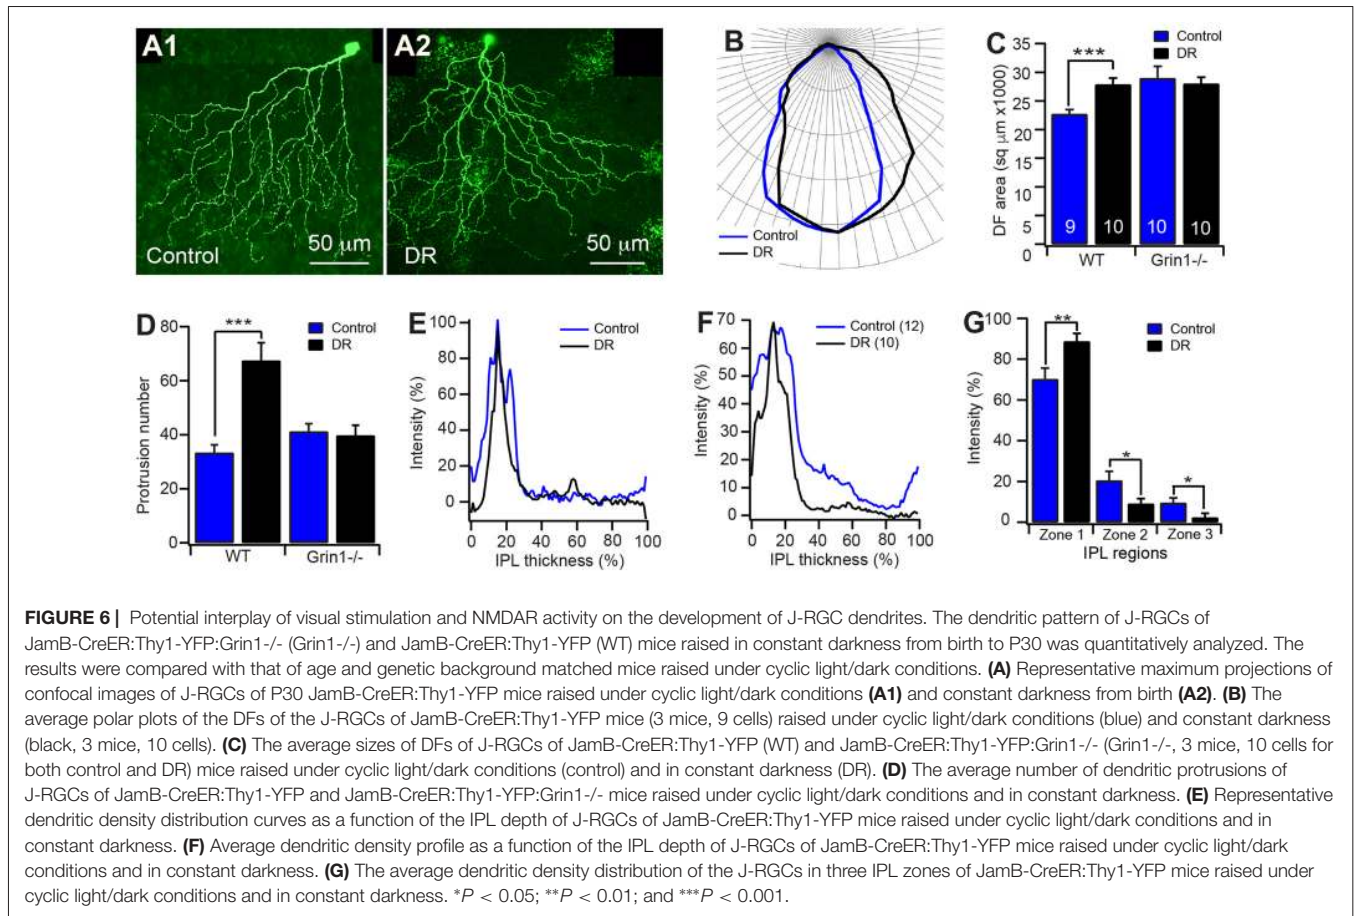 A1
A2
Control
50 µm
DR
50 µm
B
Control
DR
C
Control
DR
DF area (sq µm x1000)
35
30
25
20
15
10
5
0
***
9
10
10
10
WT
Grin1-/-
D
Control
DR
Protrusion number
80
60
40
20
0
***
WT
Grin1-/-
E
Control
DR
Intensity (%)
100
80
60
40
20
0
0 20 40 60 80 100
IPL thickness (%)
F
Control (12)
DR (10)
Intensity (%)
70
60
50
40
30
20
10
0
0 20 40 60 80 100
IPL thickness (%)
G
Control
DR
Intensity (%)
100
80
60
40
20
0
**
*
*
Zone 1 Zone 2 Zone 3
IPL regions
FIGURE 6 | Potential interplay of visual stimulation and NMDAR activity on the development of J-RGC dendrites. The dendritic pattern of J-RGCs of
JamB-CreER:Thy1-YFP:Grin1-/- (Grin1-/-) and JamB-CreER:Thy1-YFP (WT) mice raised in constant darkness from birth to P30 was quantitatively analyzed. The
results were compared with that of age and genetic background matched mice raised under cyclic light/dark conditions. (A) Representative maximum projections of
confocal images of J-RGCs of P30 JamB-CreER:Thy1-YFP mice raised under cyclic light/dark conditions (A1) and constant darkness from birth (A2). (B) The
average polar plots of the DFs of the J-RGCs of JamB-CreER:Thy1-YFP mice (3 mice, 9 cells) raised under cyclic light/dark conditions (blue) and constant darkness
(black, 3 mice, 10 cells). (C) The average sizes of DFs of J-RGCs of JamB-CreER:Thy1-YFP (WT) and JamB-CreER:Thy1-YFP:Grin1-/- (Grin1-/-, 3 mice, 10 cells for
both control and DR) mice raised under cyclic light/dark conditions (control) and in constant darkness (DR). (D) The average number of dendritic protrusions of
J-RGCs of JamB-CreER:Thy1-YFP and JamB-CreER:Thy1-YFP:Grin1-/- mice raised under cyclic light/dark conditions and in constant darkness. (E) Representative
dendritic density distribution curves as a function of the IPL depth of J-RGCs of JamB-CreER:Thy1-YFP mice raised under cyclic light/dark conditions and in
constant darkness. (F) Average dendritic density profile as a function of the IPL depth of J-RGCs of JamB-CreER:Thy1-YFP mice raised under cyclic light/dark
conditions and in constant darkness. (G) The average dendritic density distribution of the J-RGCs in three IPL zones of JamB-CreER:Thy1-YFP mice raised under
cyclic light/dark conditions and in constant darkness. *P < 0.05; **P < 0.01; and ***P < 0.001.